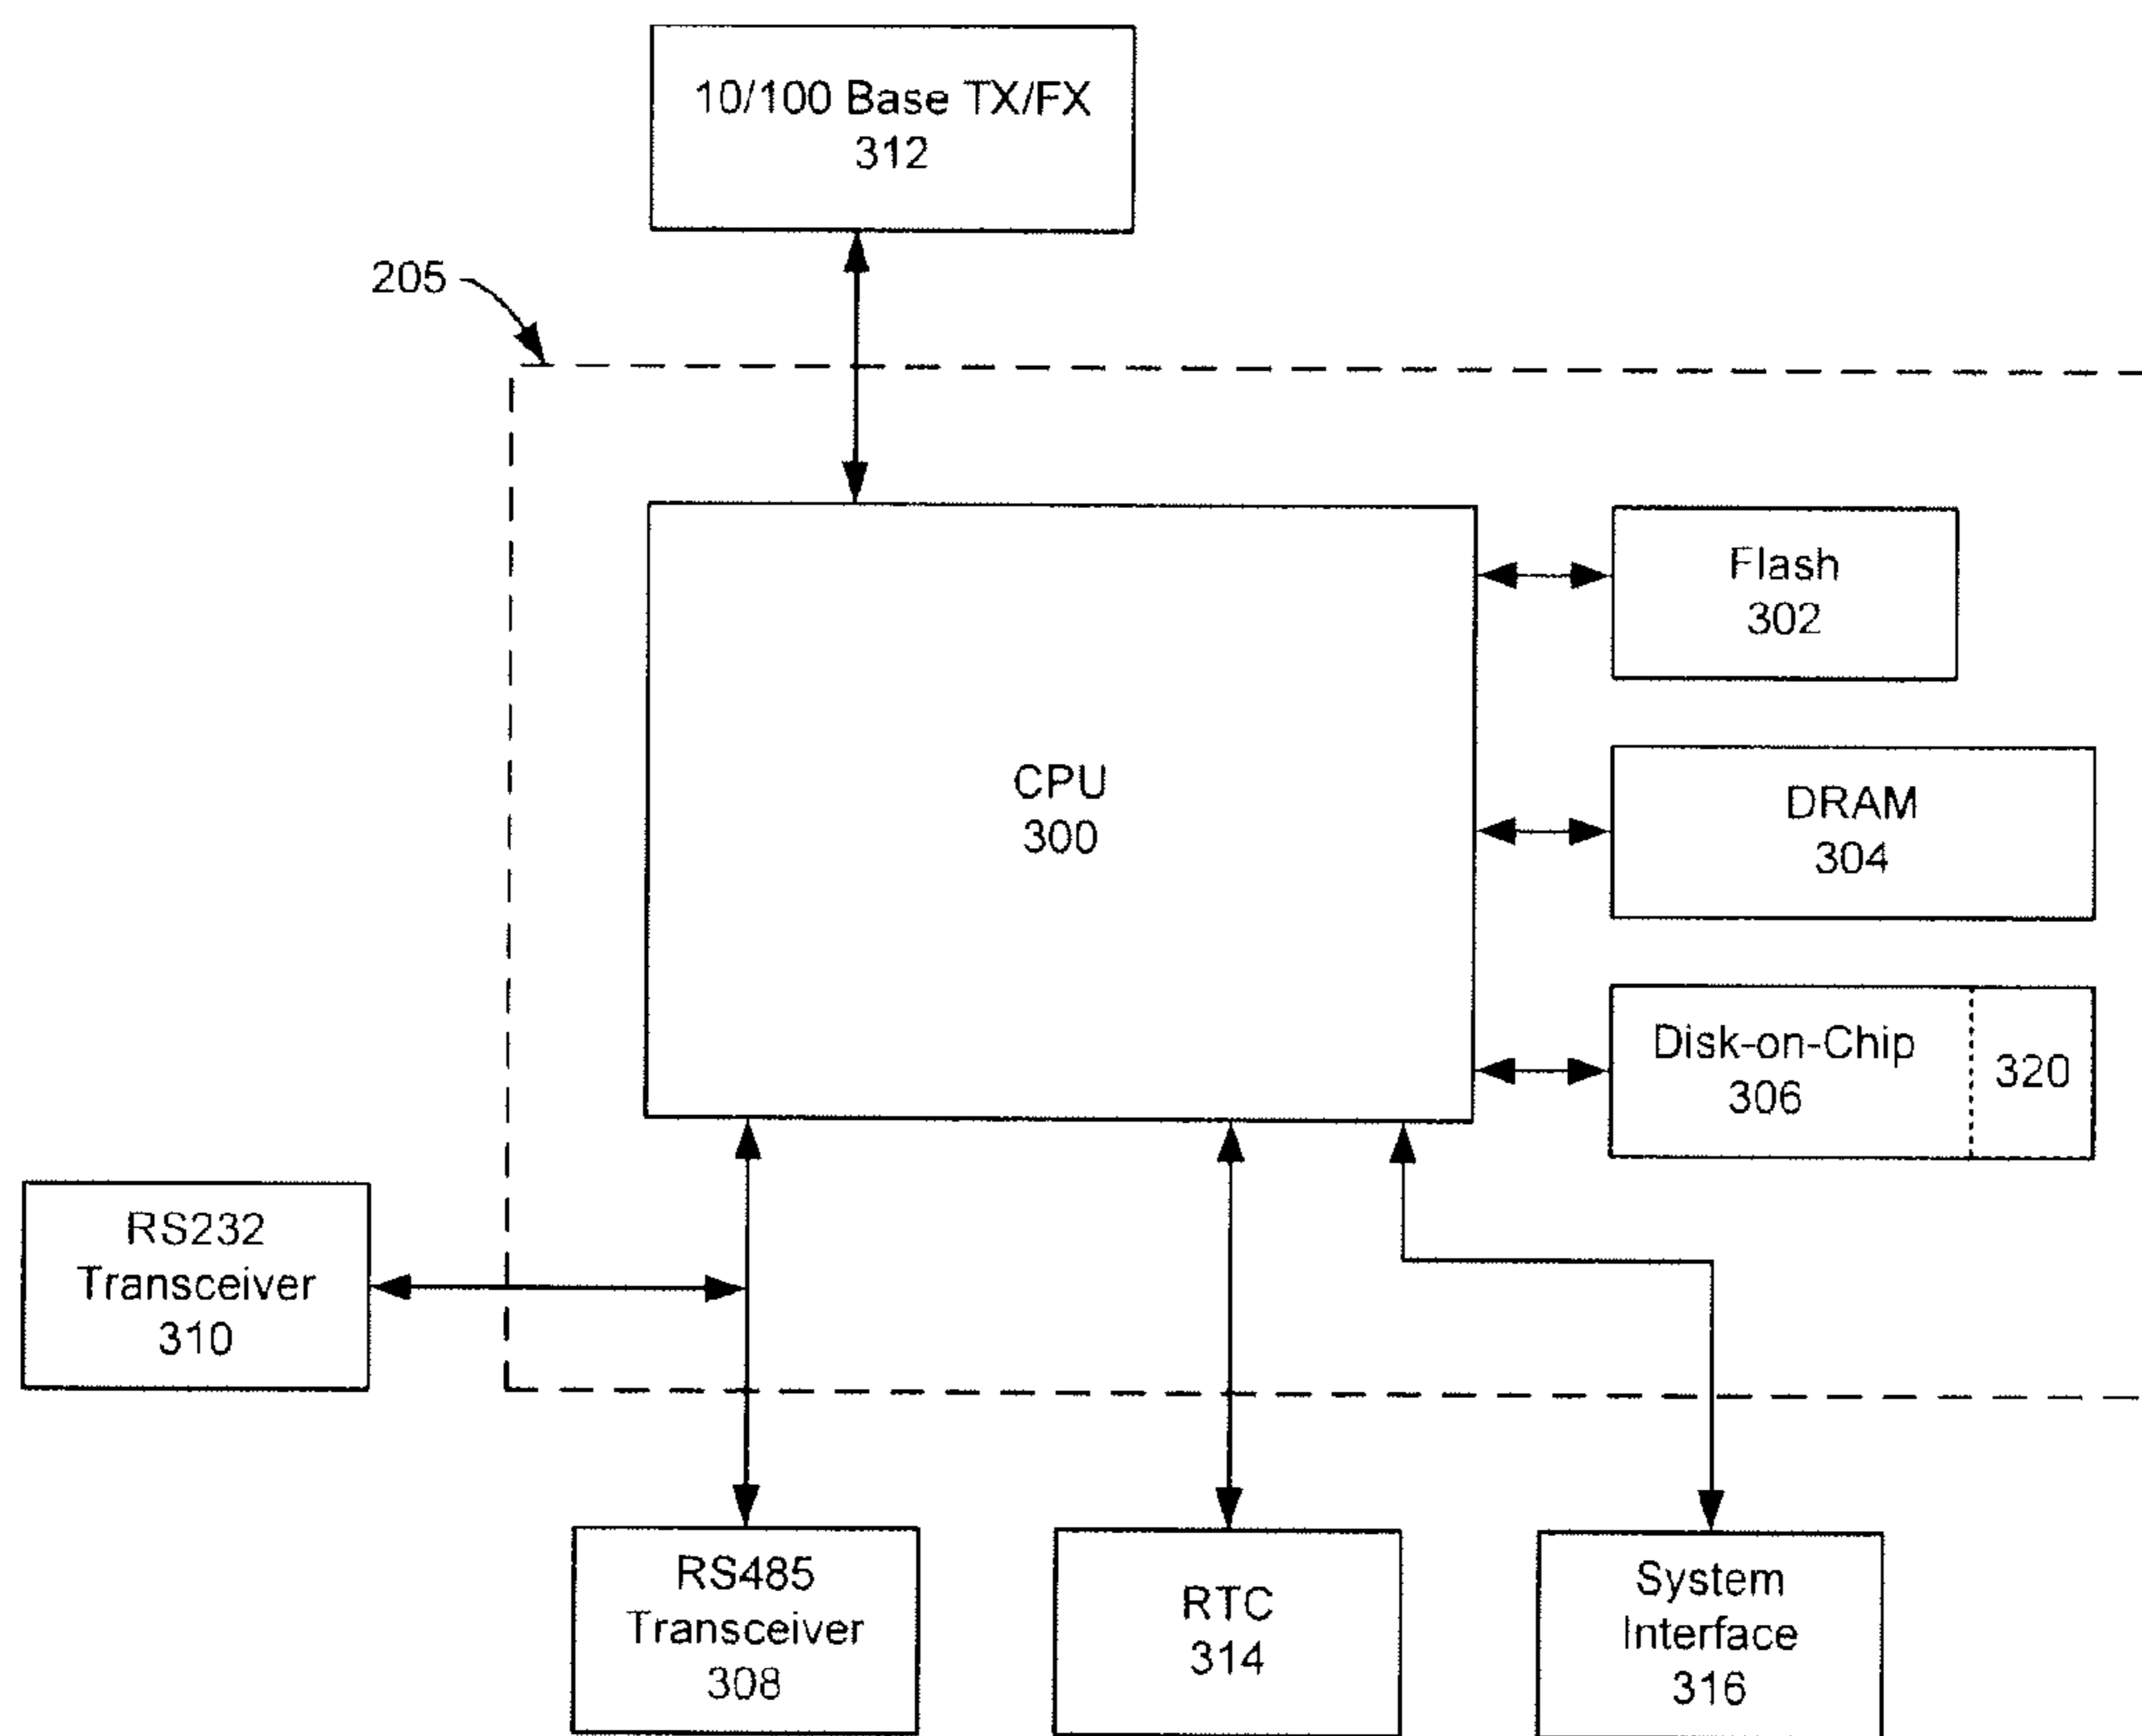 10/100 Base TX/FX
312
205
Flash
302
CPU
300
DRAM
304
Disk-on-Chip
306
320
RS232
Transceiver
310
RS485
Transceiver
308
RTC
314
System
Interface
316